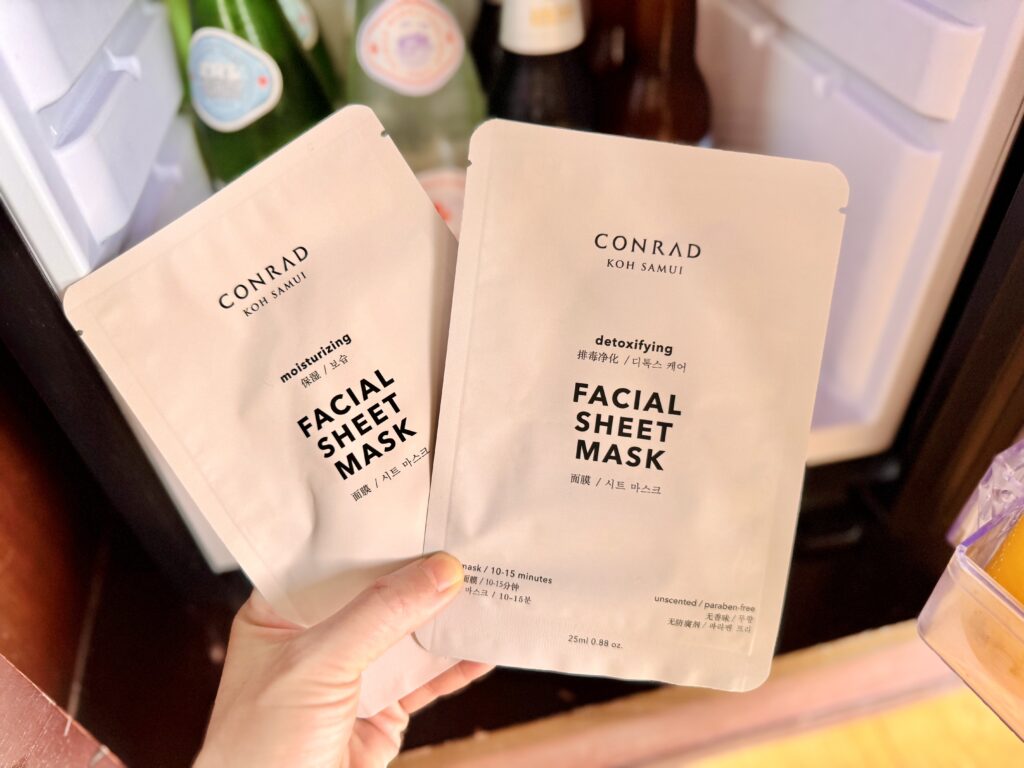 CONRAD
KOH SAMUI
moisturizing
保湿 / 보습
FACIAL
SHEET
MASK
面膜 / 시트 마스크
CONRAD
KOH SAMUI
detoxifying
排毒净化 / 디톡스 케어
FACIAL
SHEET
MASK
面膜 / 시트 마스크
mask / 10-15 minutes
面膜 / 10-15分钟
마스크 / 10-15분
unscented / paraben-free
无香味 / 무향
无防腐剂 / 파라벤 프리
25ml 0.88 oz.